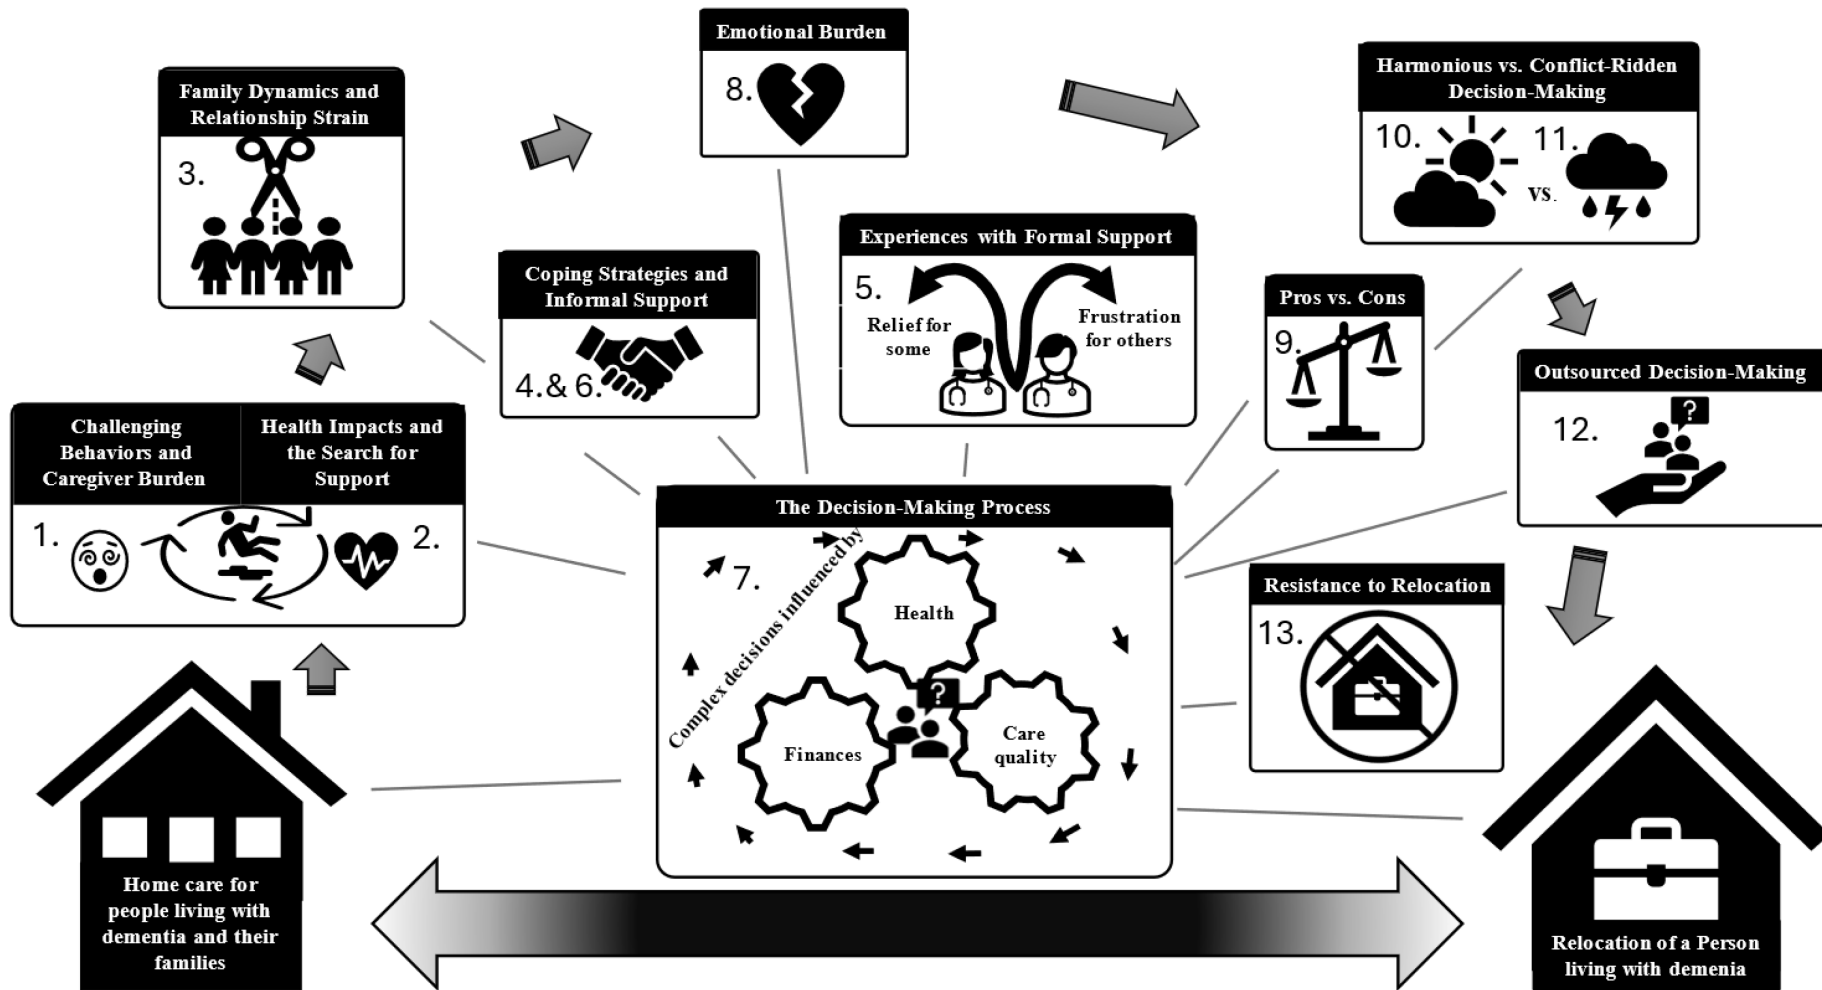 Emotional Burden
8.
Family Dynamics and
Relationship Strain
3.
Harmonious vs. Conflict-Ridden
Decision-Making
10.
11.
vs.
Coping Strategies and
Informal Support
4.& 6.
Experiences with Formal Support
5.
Relief for
some
Frustration
for others
Pros vs. Cons
9.
Outsourced Decision-Making
?
12.
Challenging
Behaviors and
Caregiver Burden
Health Impacts and
the Search for
Support
1.
2.
The Decision-Making Process
7.
Complex decisions influenced by
Health
?
Finances
Care
quality
Resistance to Relocation
13.
Home care for
people living with
dementia and their
families
Relocation of a Person
living with demenia